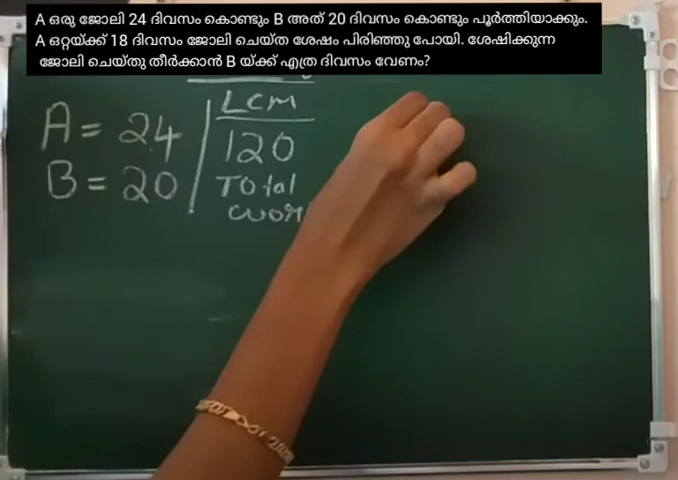 A ഒരു ജോലി 24 ദിവസം കൊണ്ടും B അത് 20 ദിവസം കൊണ്ടും പൂർത്തിയാക്കും.
A ഒറ്റയ്ക്ക് 18 ദിവസം ജോലി ചെയ്ത ശേഷം പിരിഞ്ഞു പോയി. ശേഷിക്കുന്ന
ജോലി ചെയ്തു തീർക്കാൻ B യ്ക്ക് എത്ര ദിവസം വേണം?
LCM
A = 24
120
B = 20
Total